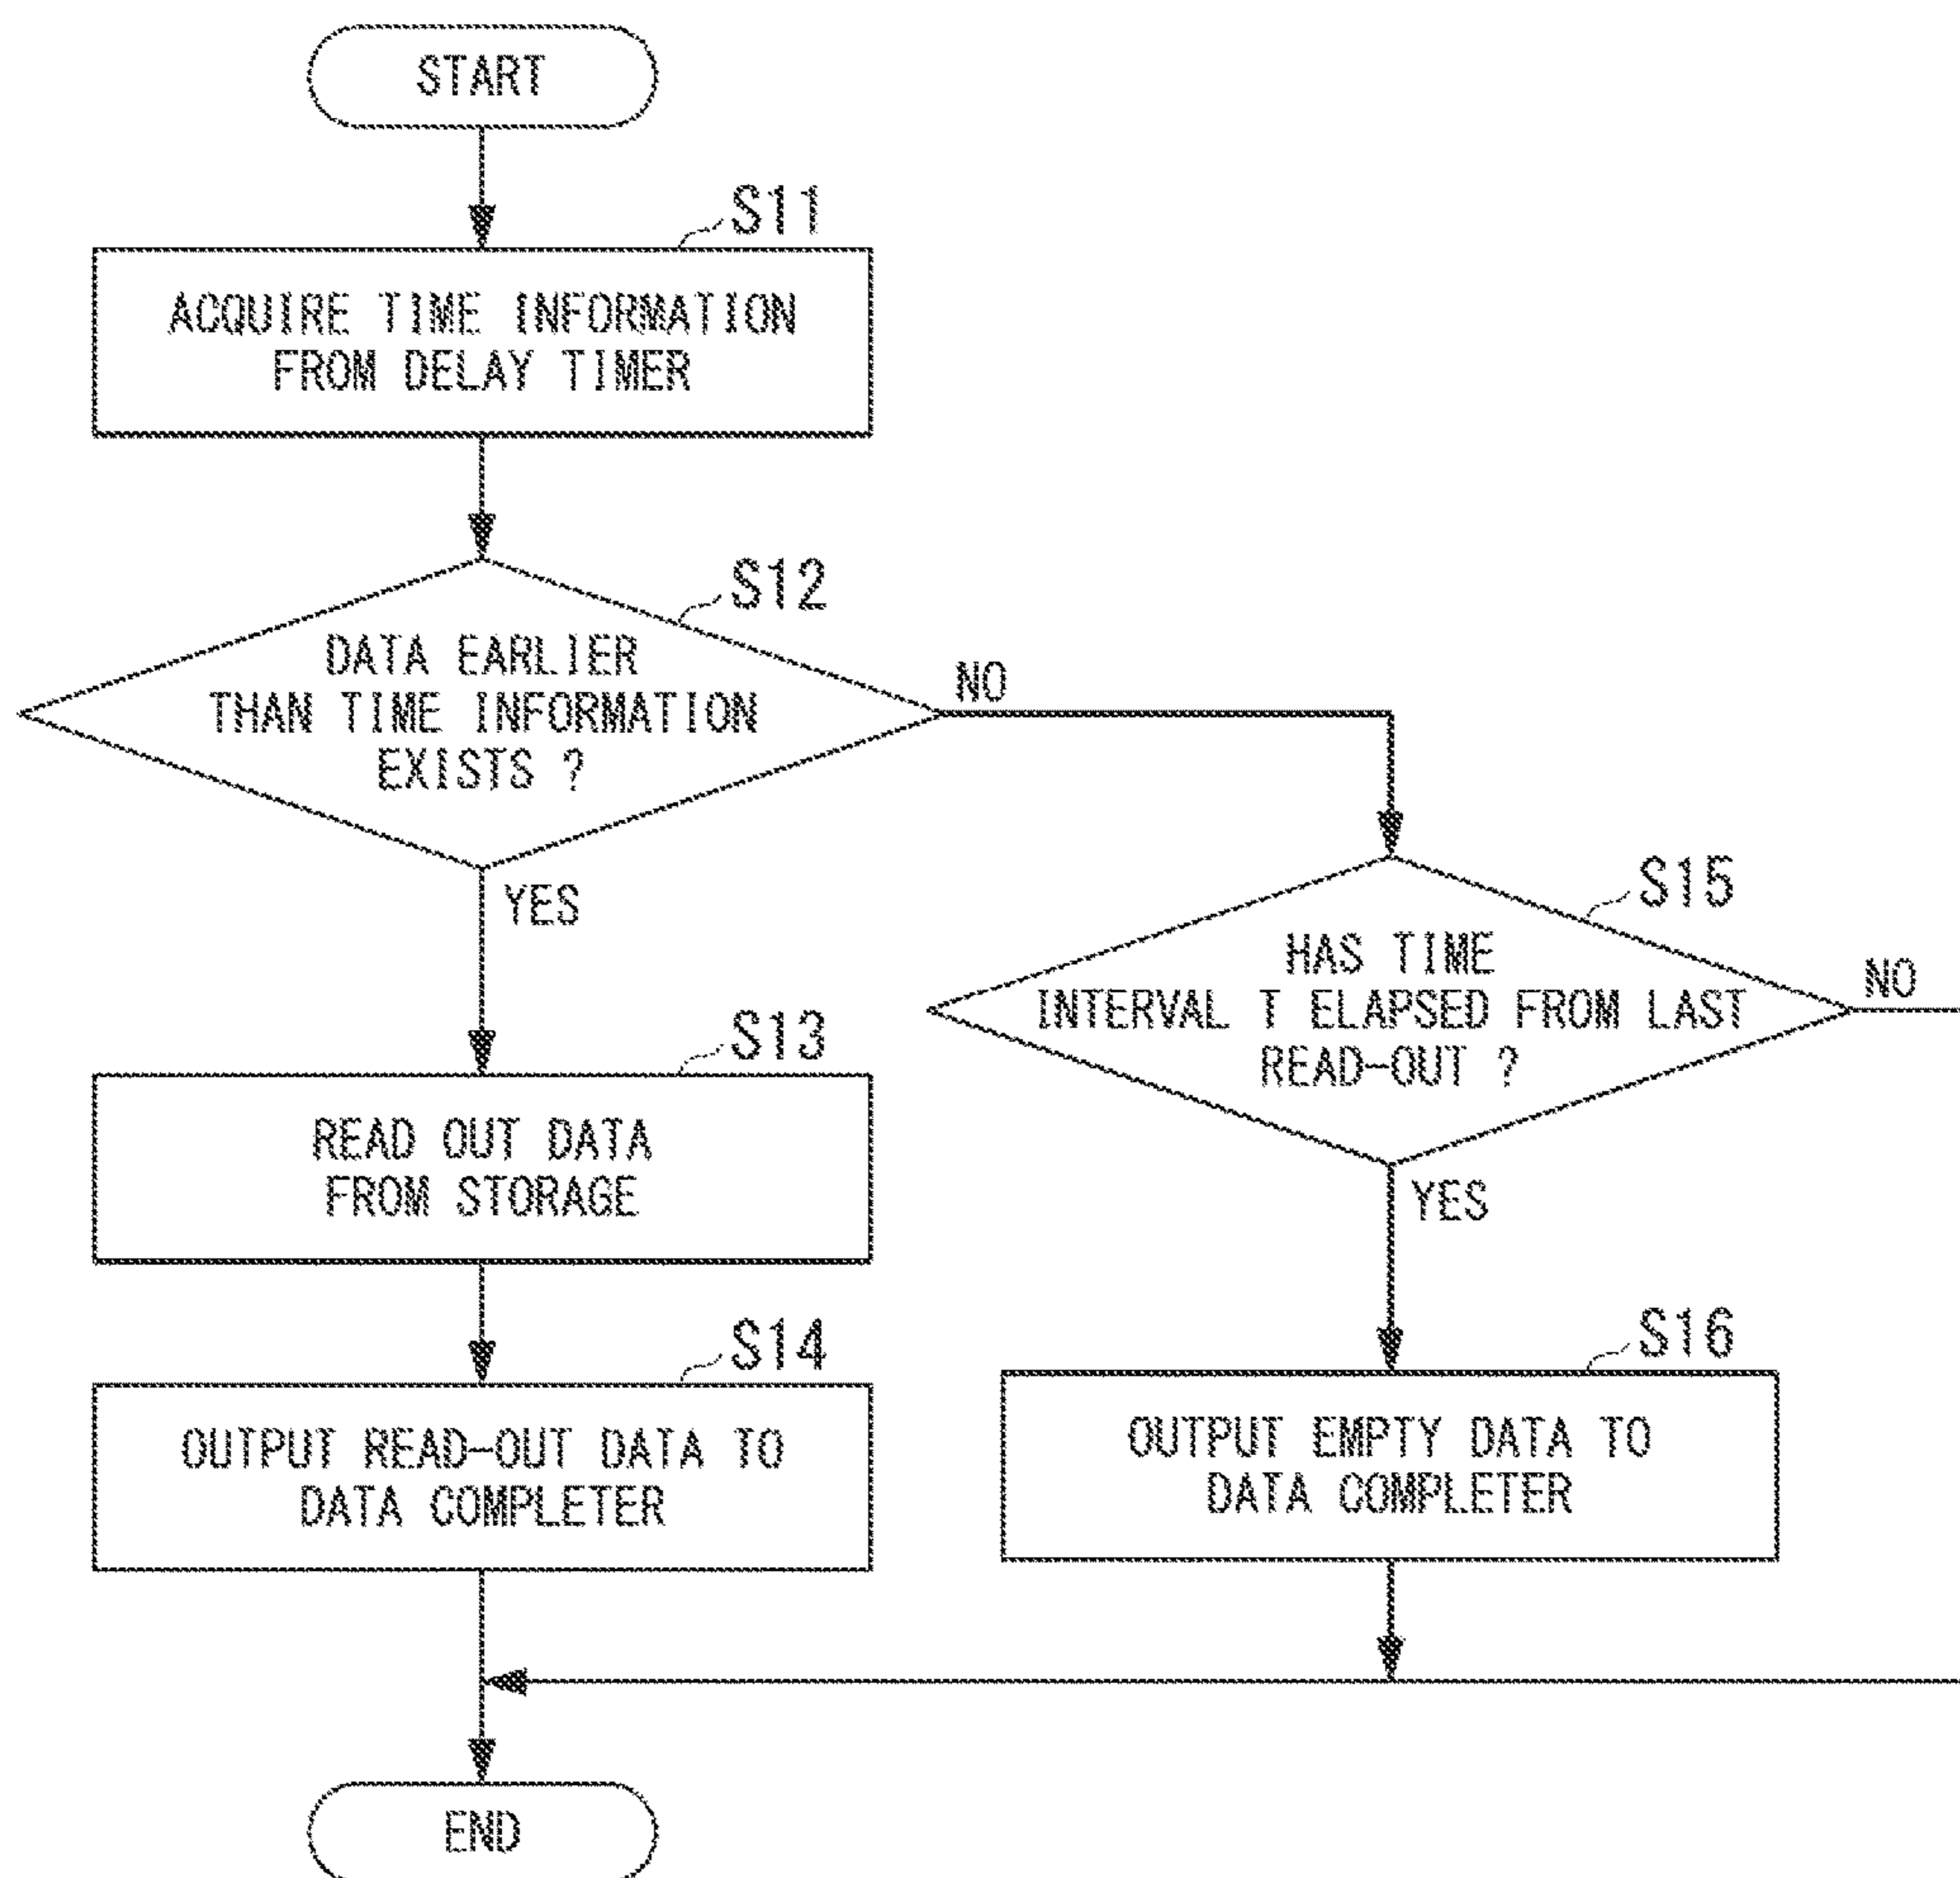 START
S11
ACQUIRE TIME INFORMATION
FROM DELAY TIMER
S12
DATA EARLIER
THAN TIME INFORMATION
EXISTS ?
NO
YES
S15
HAS TIME
INTERVAL T ELAPSED FROM LAST
READ-OUT ?
NO
YES
S13
READ OUT DATA
FROM STORAGE
S14
OUTPUT READ-OUT DATA TO
DATA COMPLETER
S16
OUTPUT EMPTY DATA TO
DATA COMPLETER
END